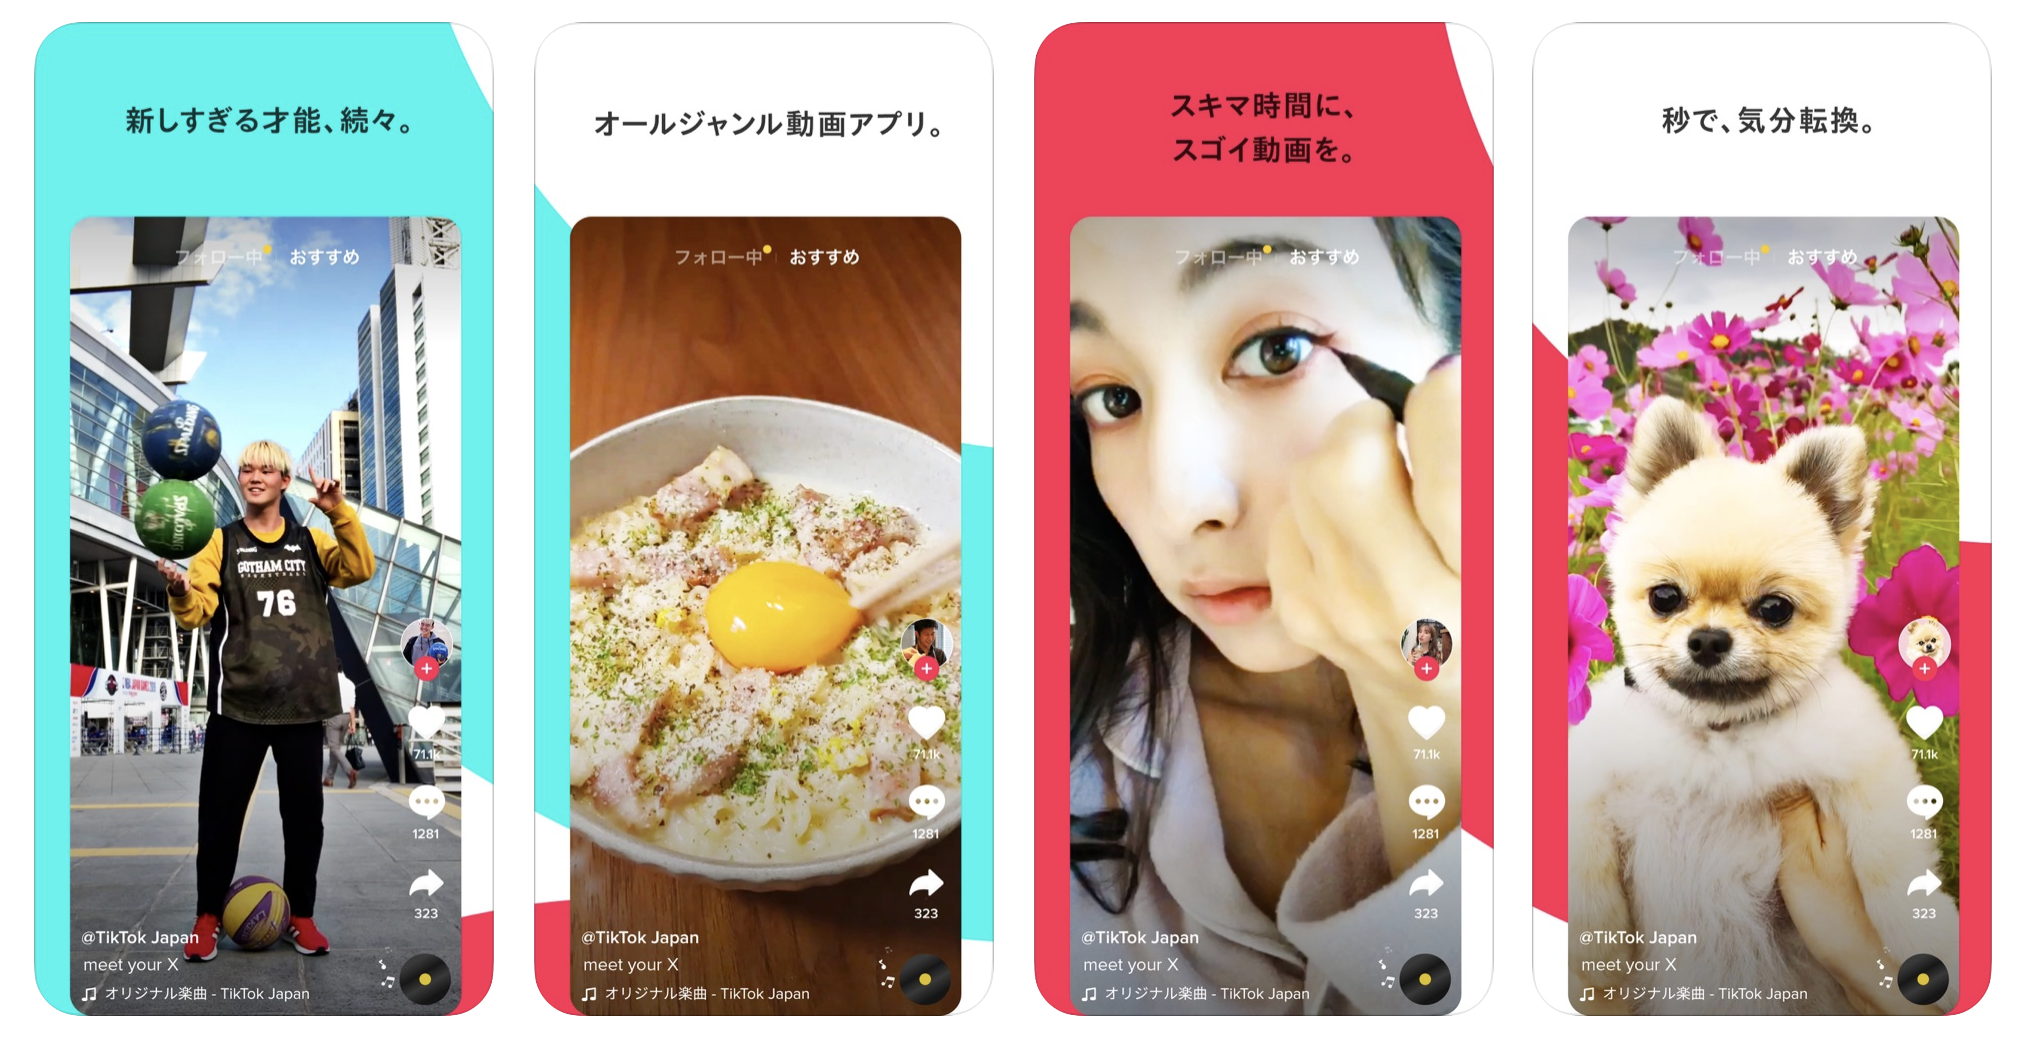 新しすぎる才能、続々。
フォロー中 おすすめ
SPALDING
SPALDING
GOTHAM CITY
76
71.1k
1281
323
@TikTok Japan
meet your X
オリジナル楽曲 - TikTok Japan
オールジャンル動画アプリ。
フォロー中 おすすめ
71.1k
1281
323
@TikTok Japan
meet your X
オリジナル楽曲 - TikTok Japan
スキマ時間に、
スゴイ動画を。
フォロー中 おすすめ
71.1k
1281
323
@TikTok Japan
meet your X
オリジナル楽曲 - TikTok Japan
秒で、気分転換。
フォロー中 おすすめ
71.1k
1281
323
@TikTok Japan
meet your X
オリジナル楽曲 - TikTok Japan